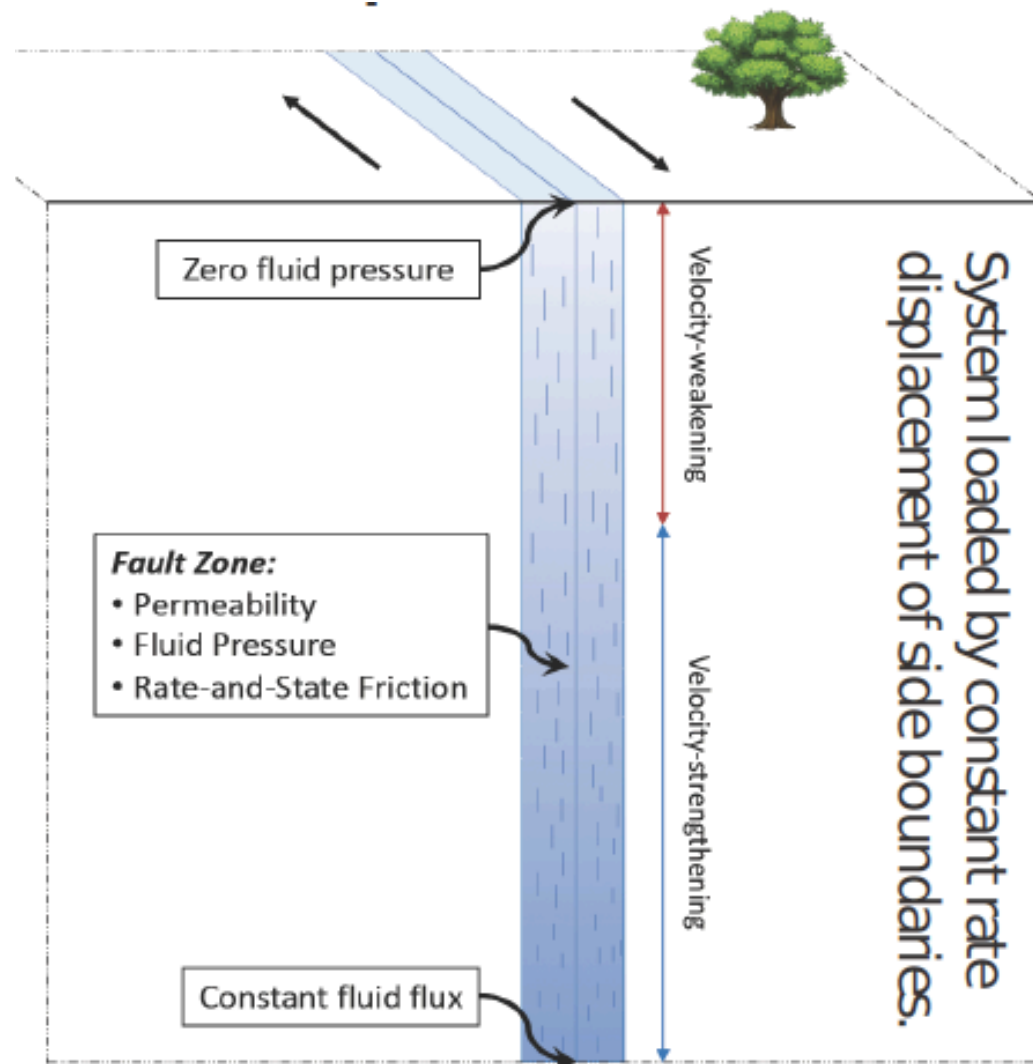 Zero fluid pressure
Velocity-weakening
System loaded by constant rate
displacement of side boundaries.
Fault Zone:
• Permeability
• Fluid Pressure
• Rate-and-State Friction
Velocity-strengthening
Constant fluid flux